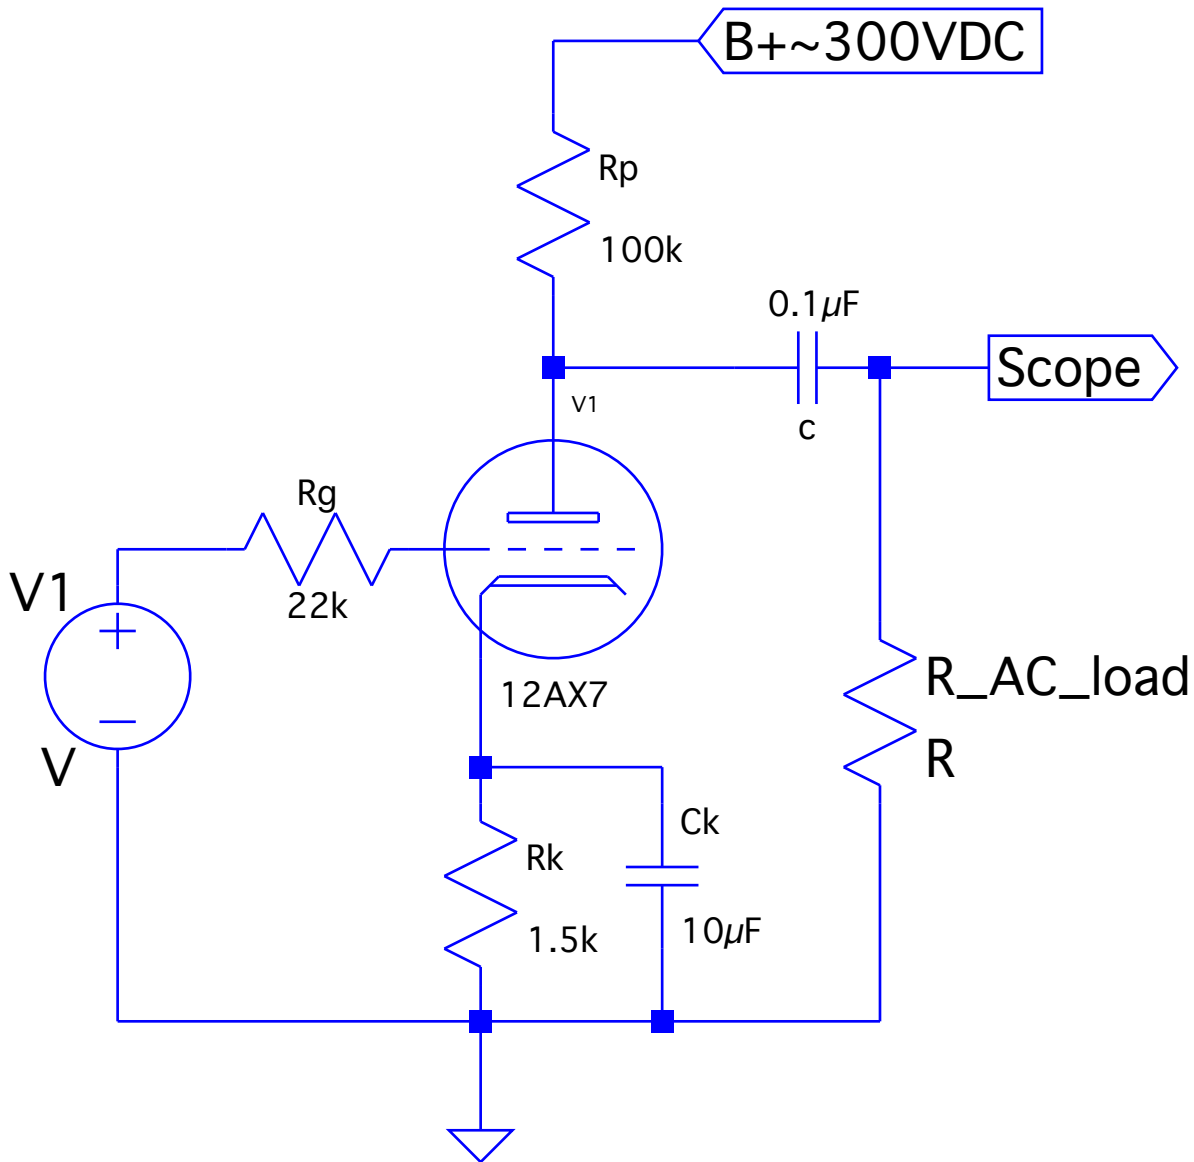 B+~300VDC
Rp
100k
0.1µF
Scope
V1
c
Rg
22k
V1
V
12AX7
R_AC_load
R
Ck
Rk
10µF
1.5k